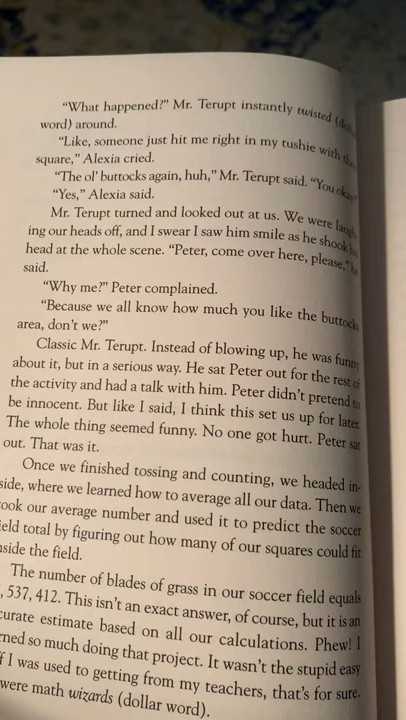 "What happened?" Mr. Terupt instantly twisted (dollar
word) around.
"Like, someone just hit me right in my tushie with the
square," Alexia cried.
"The ol' buttocks again, huh," Mr. Terupt said. "You okay?"
"Yes," Alexia said.
Mr. Terupt turned and looked out at us. We were laugh-
ing our heads off, and I swear I saw him smile as he shook his
head at the whole scene. "Peter, come over here, please," he
said.
"Why me?" Peter complained.
"Because we all know how much you like the buttocks
area, don't we?"
Classic Mr. Terupt. Instead of blowing up, he was funny
about it, but in a serious way. He sat Peter out for the rest of
the activity and had a talk with him. Peter didn't pretend to
be innocent. But like I said, I think this set us up for later.
The whole thing seemed funny. No one got hurt. Peter sat
out. That was it.
Once we finished tossing and counting, we headed in-
side, where we learned how to average all our data. Then we
took our average number and used it to predict the soccer
field total by figuring out how many of our squares could fit
inside the field.
The number of blades of grass in our soccer field equals
, 537, 412. This isn't an exact answer, of course, but it is an
curate estimate based on all our calculations. Phew! I
rned so much doing that project. It wasn't the stupid easy
f I was used to getting from my teachers, that's for sure.
were math wizards (dollar word).